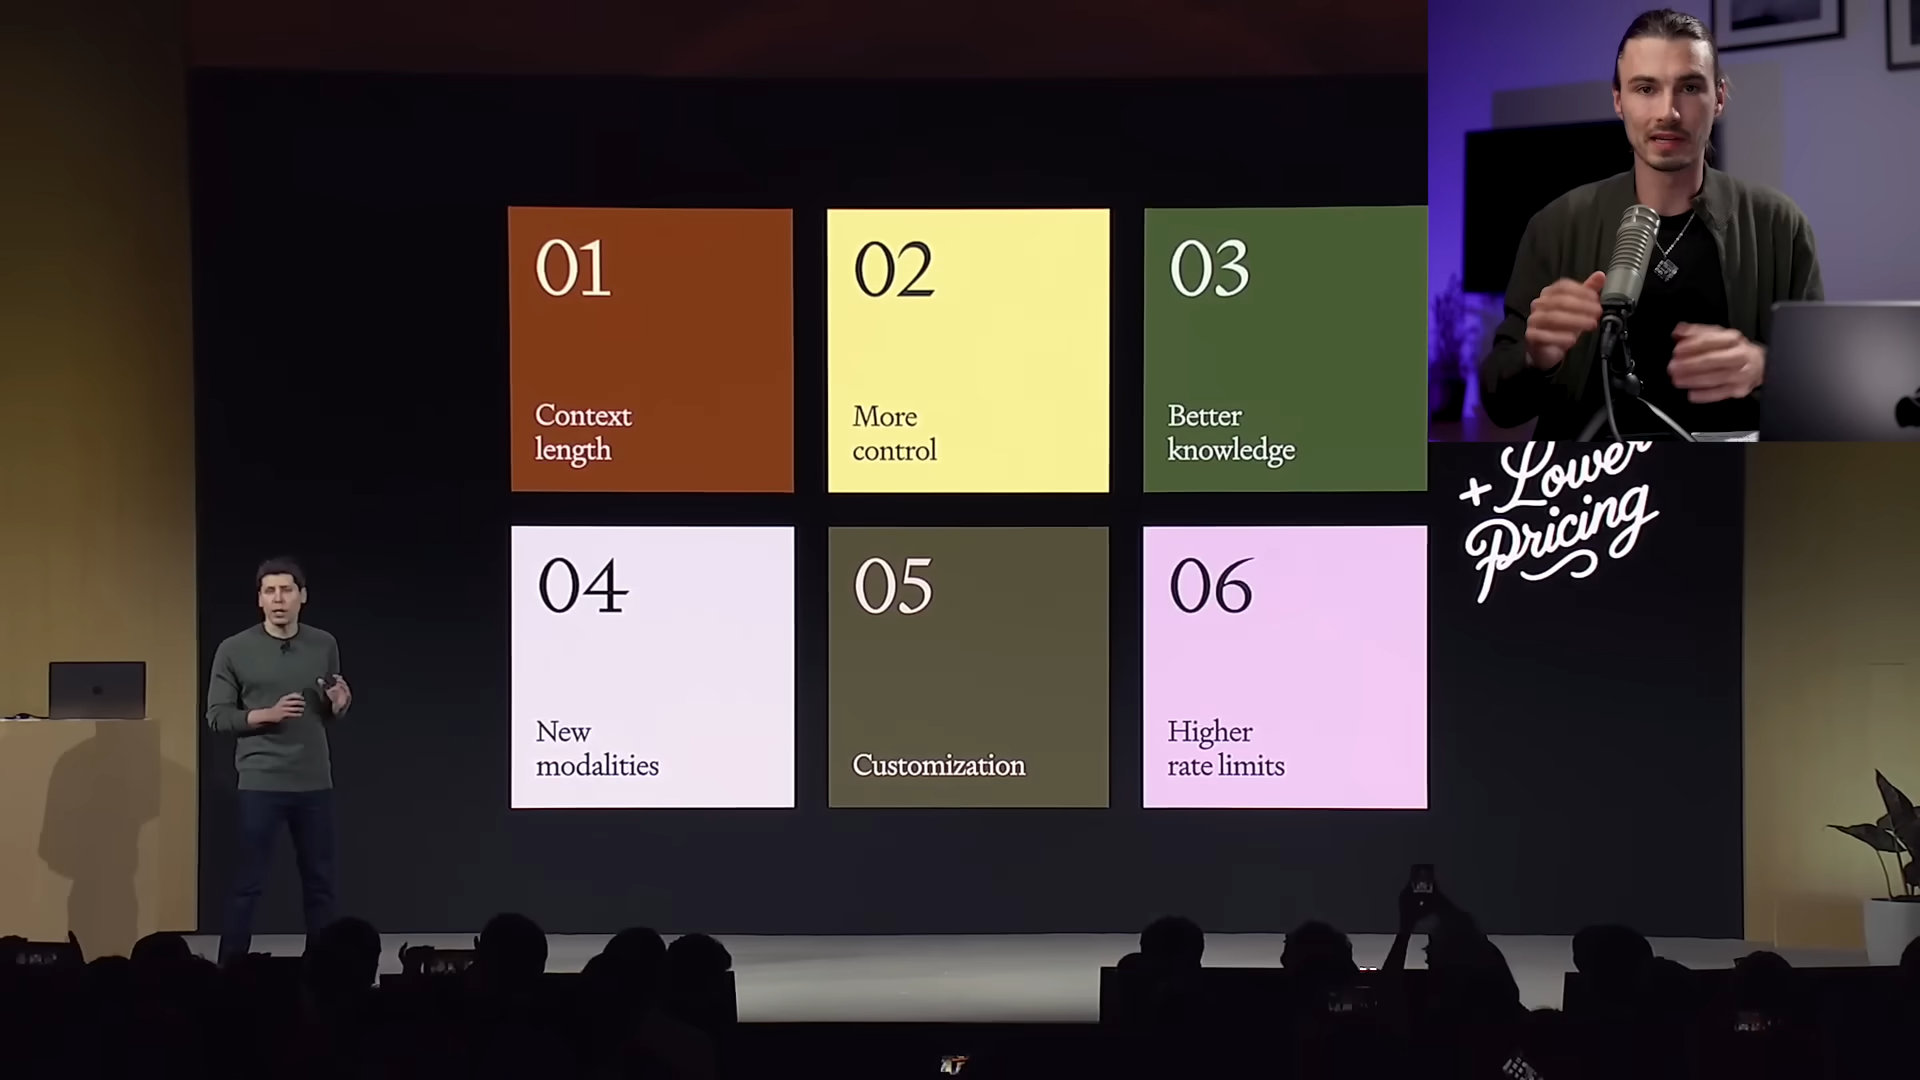 01
Context
length
02
More
control
03
Better
knowledge
+ Lower
Pricing
04
New
modalities
05
Customization
06
Higher
rate limits